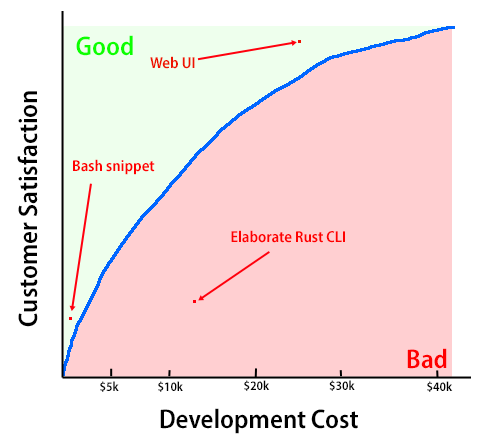 Good
Web UI
Bash snippet
Elaborate Rust CLI
Bad
Customer Satisfaction
$5k
$10k
$20k
$30k
$40k
Development Cost